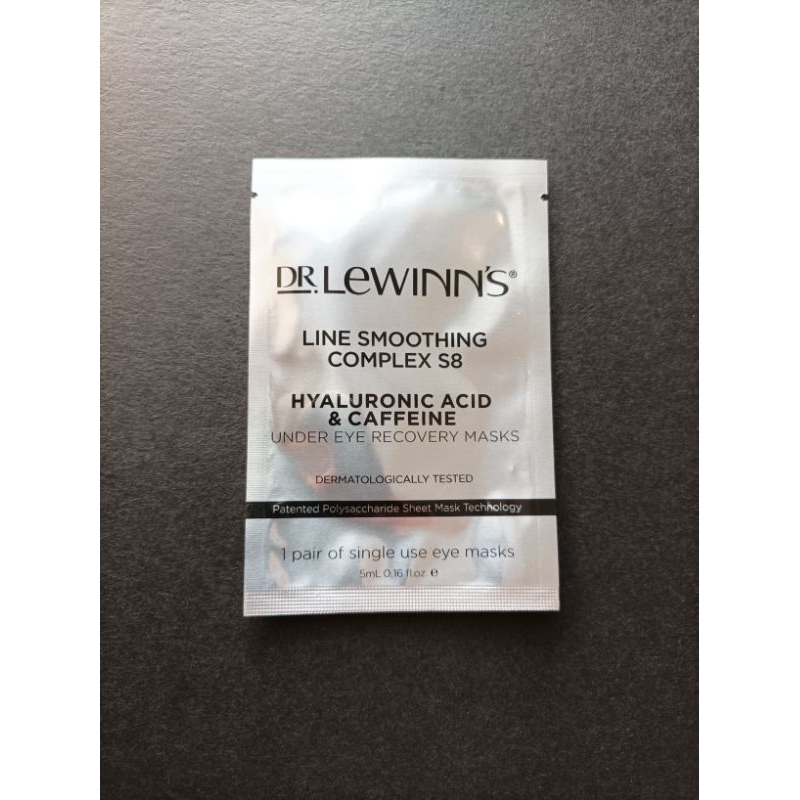 DR. LEWINN'S®
LINE SMOOTHING
COMPLEX S8
HYALURONIC ACID
& CAFFEINE
UNDER EYE RECOVERY MASKS
DERMATOLOGICALLY TESTED
Patented Polysaccharide Sheet Mask Technology
1 pair of single use eye masks
5mL 0.16 fl.oz. ℮